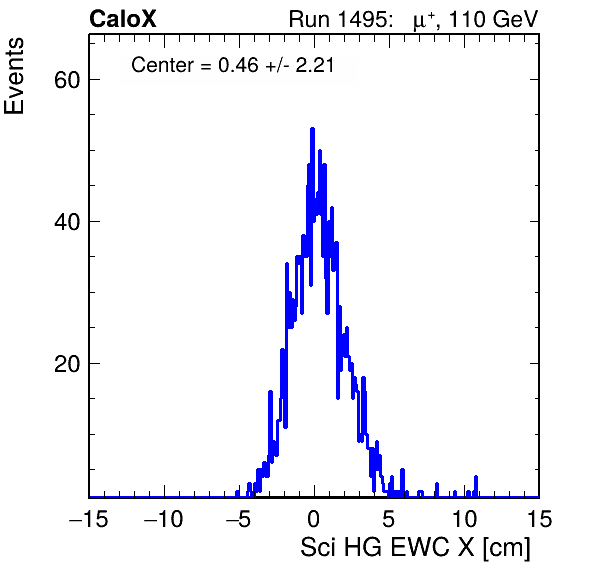 CaloX Run 1495: μ⁺, 110 GeV
Center = 0.46 +/- 2.21
Events
60
40
20
−15 −10 −5 0 5 10 15
Sci HG EWC X [cm]